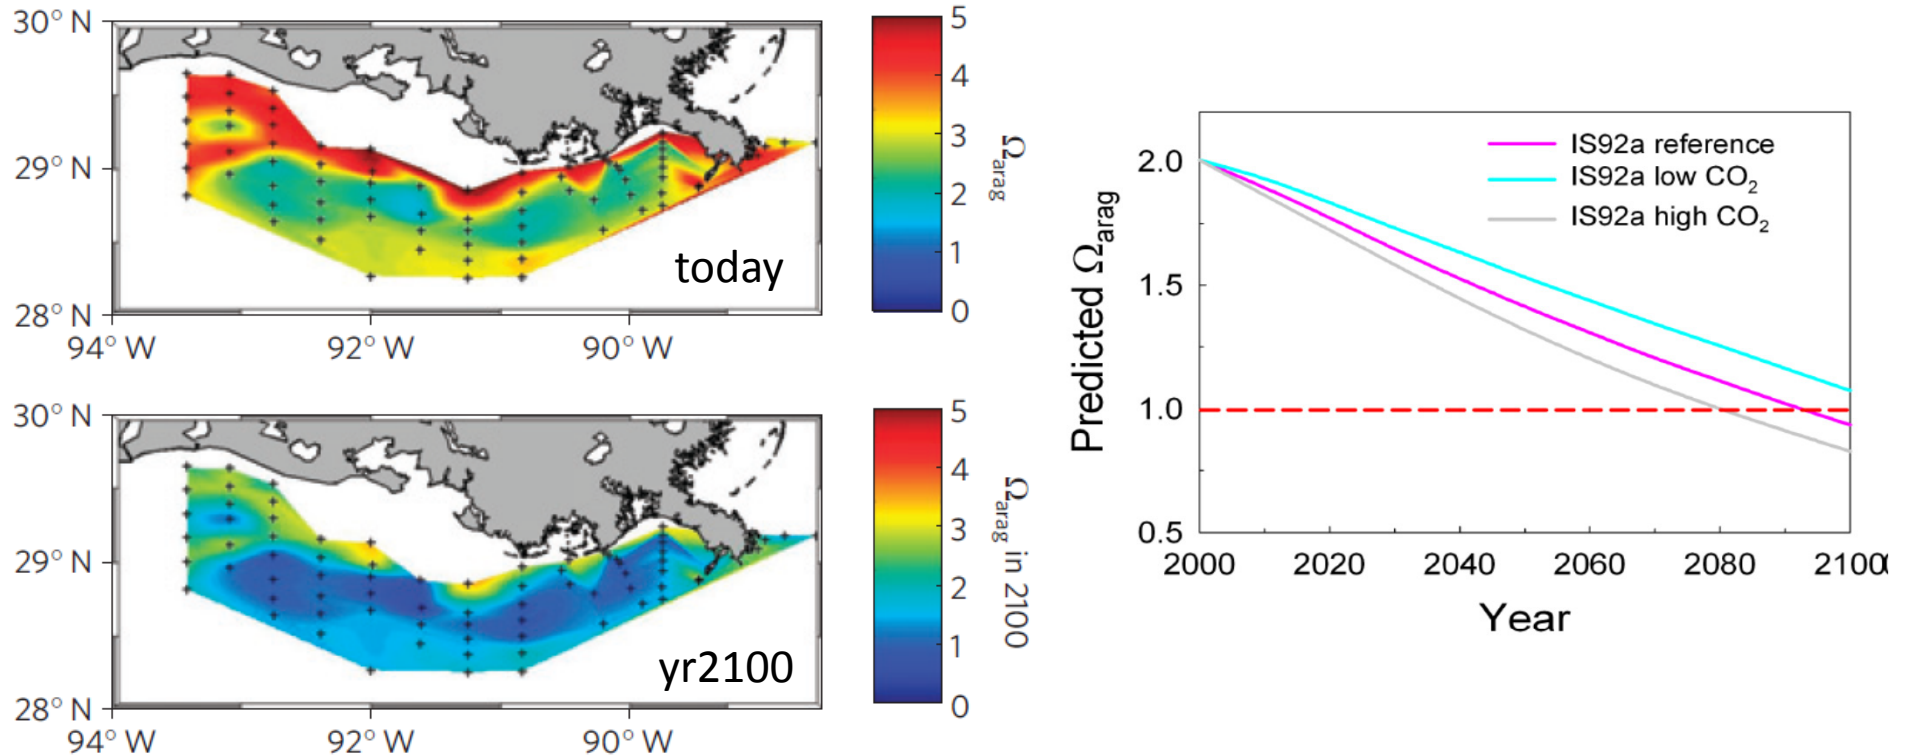 30° N
29° N
28° N
94° W
92° W
90° W
today
5
4
3
2
1
0
Ωarag
30° N
29° N
28° N
94° W
92° W
90° W
yr2100
5
4
3
2
1
0
Ωarag in 2100
Predicted Ωarag
2.0
1.5
1.0
0.5
IS92a reference
IS92a low CO₂
IS92a high CO₂
2000
2020
2040
2060
2080
2100
Year